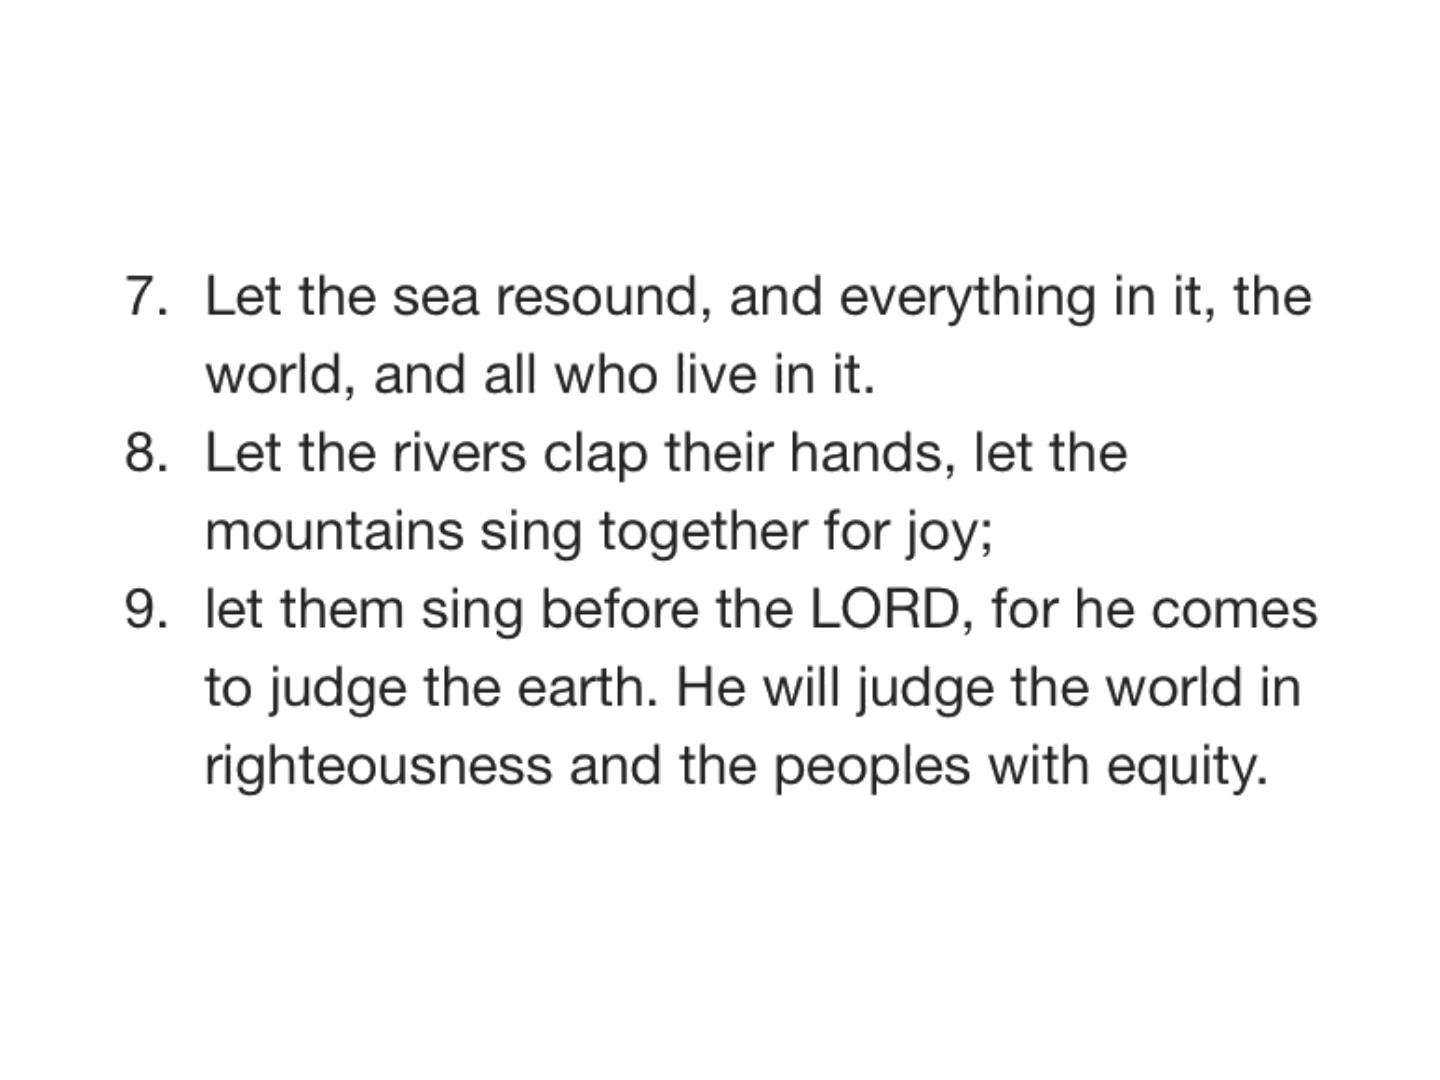 7. Let the sea resound, and everything in it, the
world, and all who live in it.
8. Let the rivers clap their hands, let the
mountains sing together for joy;
9. let them sing before the LORD, for he comes
to judge the earth. He will judge the world in
righteousness and the peoples with equity.